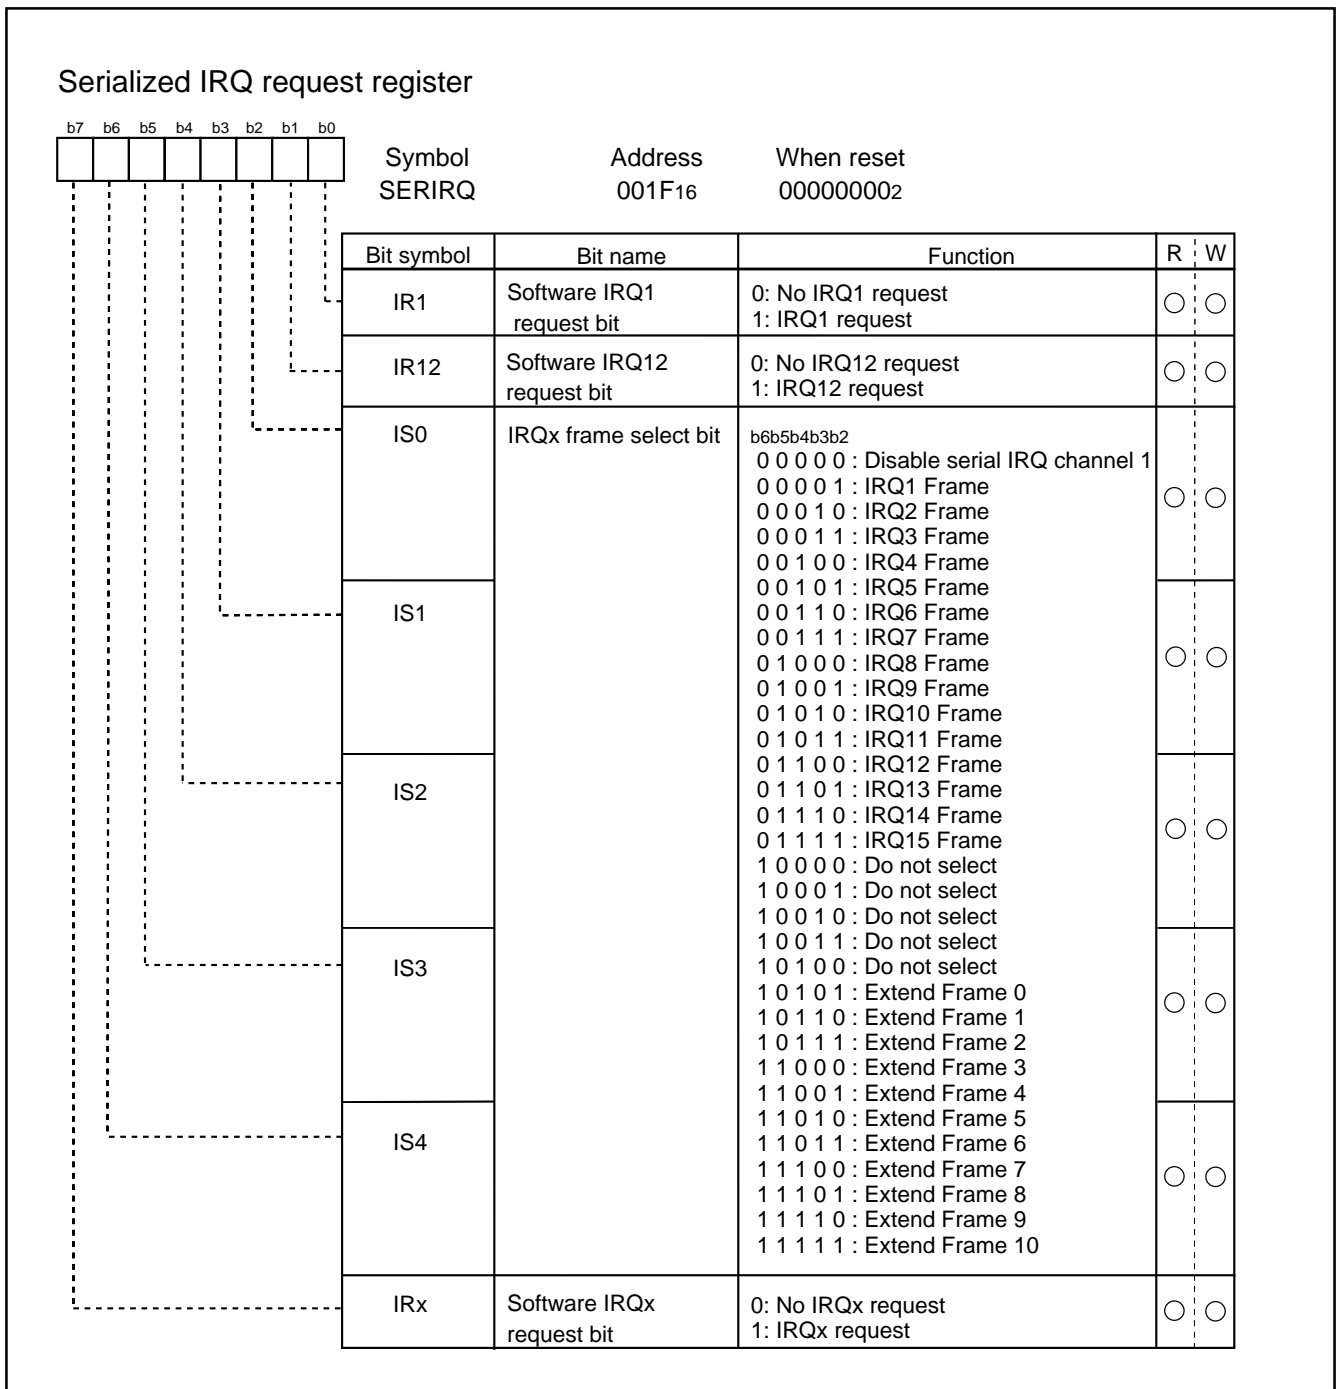 Serialized IRQ request register
b7 b6 b5 b4 b3 b2 b1 b0
Symbol Address When reset
SERIRQ 001F16 000000002
Bit symbol Bit name Function R W
IR1 Software IRQ1 request bit 0: No IRQ1 request
1: IRQ1 request
IR12 Software IRQ12 request bit 0: No IRQ12 request
1: IRQ12 request
IS0 IRQx frame select bit b6b5b4b3b2
0 0 0 0 0 : Disable serial IRQ channel 1
0 0 0 0 1 : IRQ1 Frame
0 0 0 1 0 : IRQ2 Frame
0 0 0 1 1 : IRQ3 Frame
0 0 1 0 0 : IRQ4 Frame
0 0 1 0 1 : IRQ5 Frame
IS1 0 0 1 1 0 : IRQ6 Frame
0 0 1 1 1 : IRQ7 Frame
0 1 0 0 0 : IRQ8 Frame
0 1 0 0 1 : IRQ9 Frame
0 1 0 1 0 : IRQ10 Frame
0 1 0 1 1 : IRQ11 Frame
0 1 1 0 0 : IRQ12 Frame
IS2 0 1 1 0 1 : IRQ13 Frame
0 1 1 1 0 : IRQ14 Frame
0 1 1 1 1 : IRQ15 Frame
1 0 0 0 0 : Do not select
1 0 0 0 1 : Do not select
1 0 0 1 0 : Do not select
1 0 0 1 1 : Do not select
IS3 1 0 1 0 0 : Do not select
1 0 1 0 1 : Extend Frame 0
1 0 1 1 0 : Extend Frame 1
1 0 1 1 1 : Extend Frame 2
1 1 0 0 0 : Extend Frame 3
1 1 0 0 1 : Extend Frame 4
1 1 0 1 0 : Extend Frame 5
IS4 1 1 0 1 1 : Extend Frame 6
1 1 1 0 0 : Extend Frame 7
1 1 1 0 1 : Extend Frame 8
1 1 1 1 0 : Extend Frame 9
1 1 1 1 1 : Extend Frame 10
IRx Software IRQx request bit 0: No IRQx request
1: IRQx request